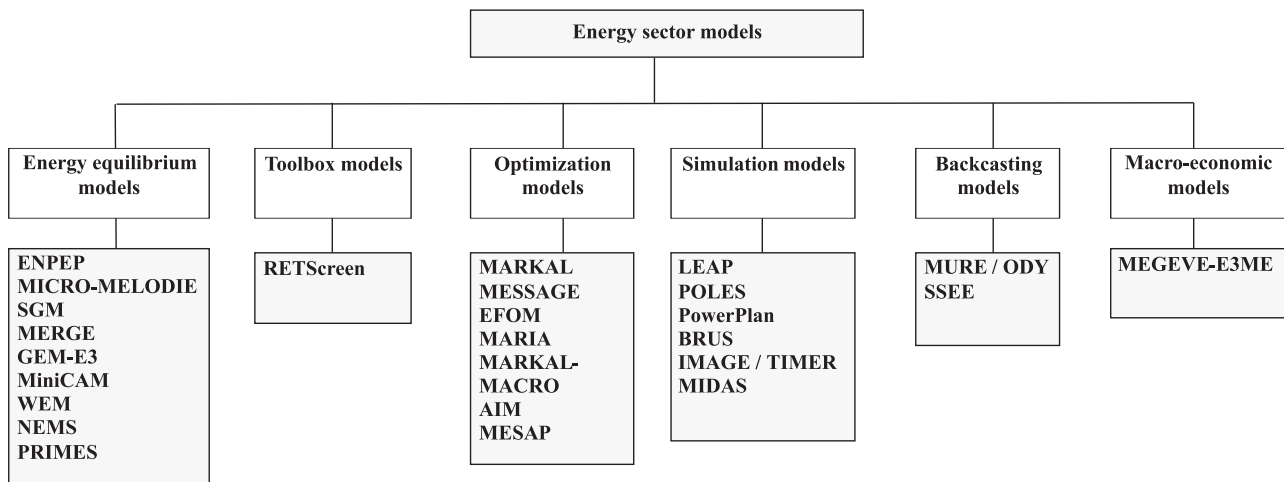 Energy sector models
Energy equilibrium
models
Toolbox models
Optimization
models
Simulation models
Backcasting
models
Macro-economic
models
ENPEP
MICRO-MELODIE
SGM
MERGE
GEM-E3
MiniCAM
WEM
NEMS
PRIMES
RETScreen
MARKAL
MESSAGE
EFOM
MARIA
MARKAL-
MACRO
AIM
MESAP
LEAP
POLES
PowerPlan
BRUS
IMAGE / TIMER
MIDAS
MURE / ODY
SSEE
MEGEVE-E3ME